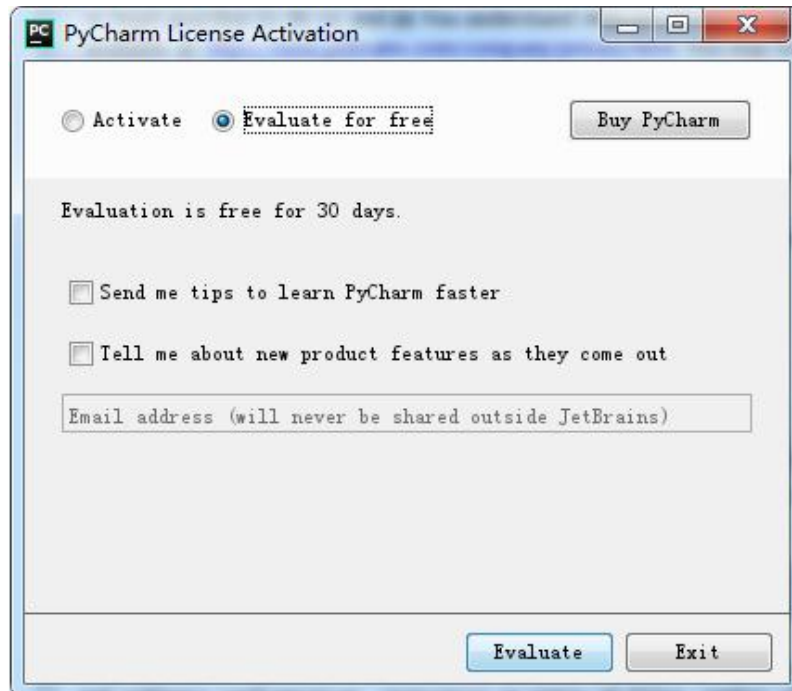 PC PyCharm License Activation
Activate Evaluate for free Buy PyCharm
Evaluation is free for 30 days.
Send me tips to learn PyCharm faster
Tell me about new product features as they come out
Email address (will never be shared outside JetBrains)
Evaluate Exit